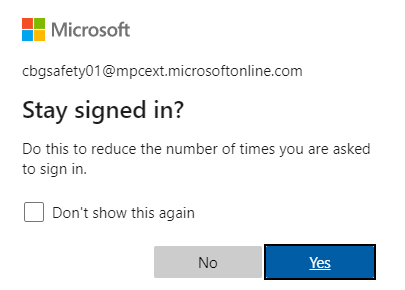 Microsoft
cbgsafety01@mpcext.microsoftonline.com
Stay signed in?
Do this to reduce the number of times you are asked
to sign in.
Don't show this again
No
Yes